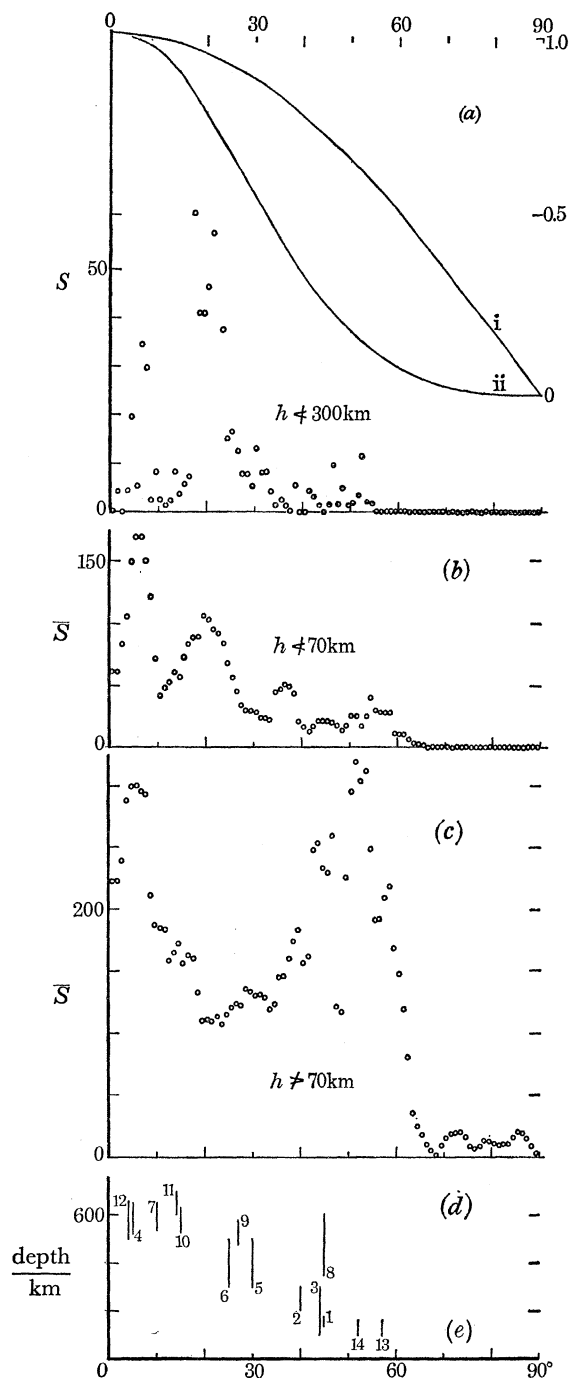 0 30 60 90
1.0
(a)
0.5
S
50
i
ii
0
h ≮ 300km
0
(b)
150
S̅
h ≮ 70km
0
(c)
200
S̅
h ≯ 70km
0
(d)
11
12 7
600
4 10 9
8
6 5 3
2 1
14 13
depth
km
(e)
0 30 60 90°